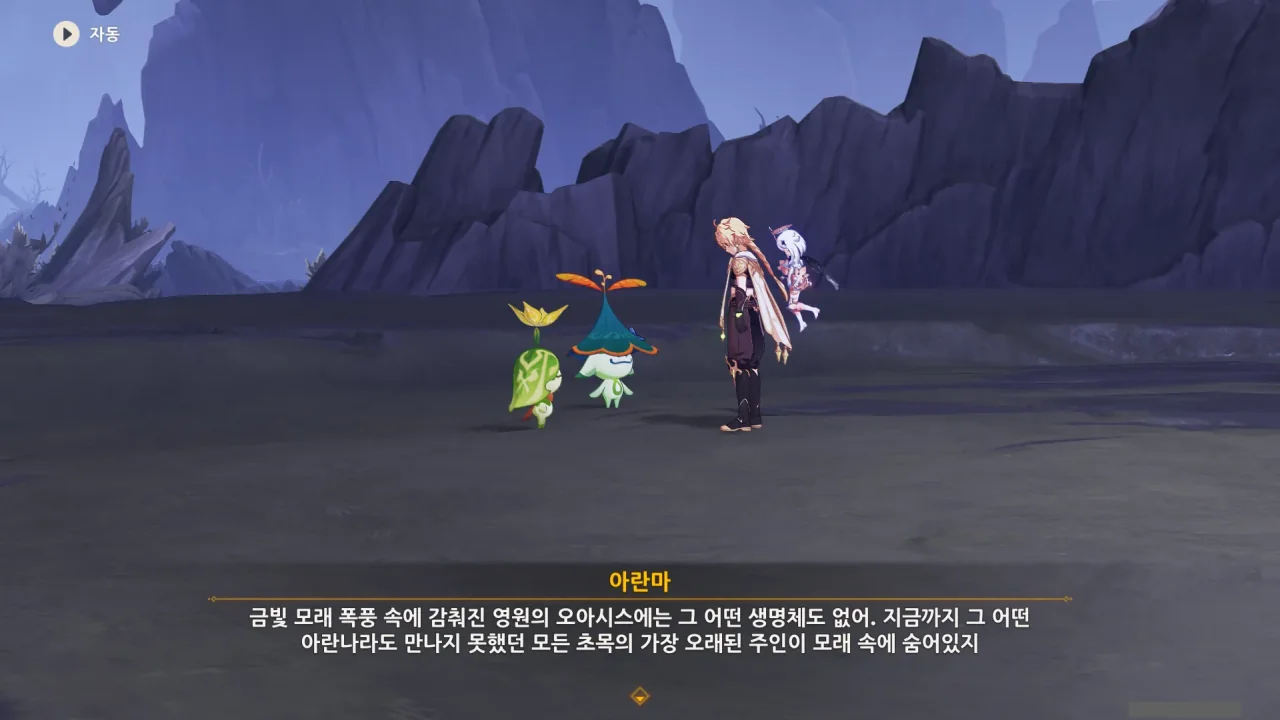 자동
아란마
금빛 모래 폭풍 속에 감춰진 영원의 오아시스에는 그 어떤 생명체도 없어. 지금까지 그 어떤
아란나라도 만나지 못했던 모든 초목의 가장 오래된 주인이 모래 속에 숨어있지